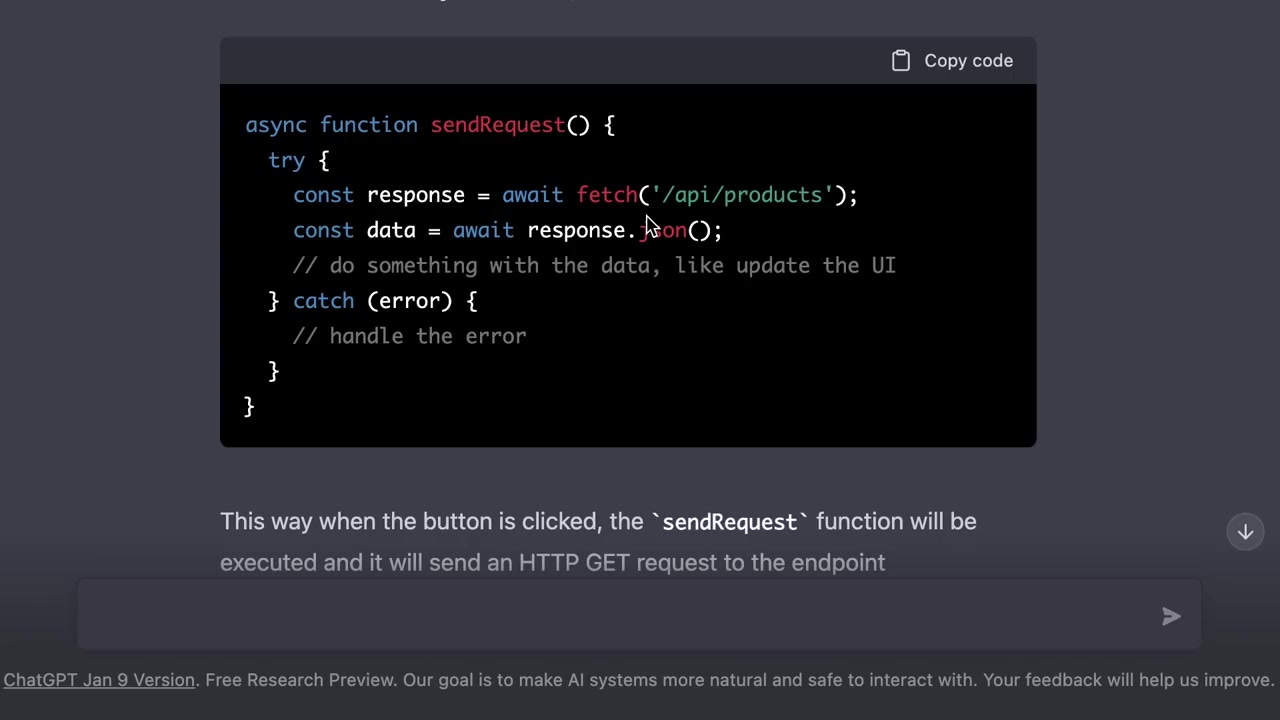 Copy code
async function sendRequest() {
try {
const response = await fetch('/api/products');
const data = await response.json();
// do something with the data, like update the UI
} catch (error) {
// handle the error
}
}
This way when the button is clicked, the `sendRequest` function will be
executed and it will send an HTTP GET request to the endpoint
ChatGPT Jan 9 Version. Free Research Preview. Our goal is to make AI systems more natural and safe to interact with. Your feedback will help us improve.